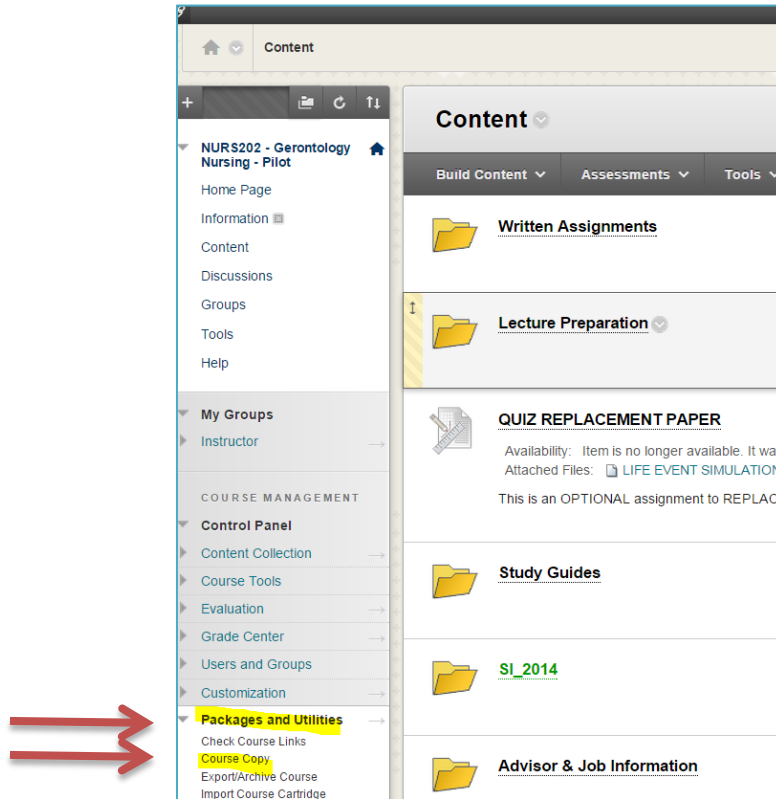 Content
NURS202 - Gerontology
Nursing - Pilot
Home Page
Information
Content
Discussions
Groups
Tools
Help
My Groups
Instructor
COURSE MANAGEMENT
Control Panel
Content Collection
Course Tools
Evaluation
Grade Center
Users and Groups
Customization
Packages and Utilities
Check Course Links
Course Copy
Export/Archive Course
Import Course Cartridge
Content
Build Content Assessments Tools
Written Assignments
Lecture Preparation
QUIZ REPLACEMENT PAPER
Availability: Item is no longer available. It wa
Attached Files: LIFE EVENT SIMULATION
This is an OPTIONAL assignment to REPLAC
Study Guides
SI_2014
Advisor & Job Information